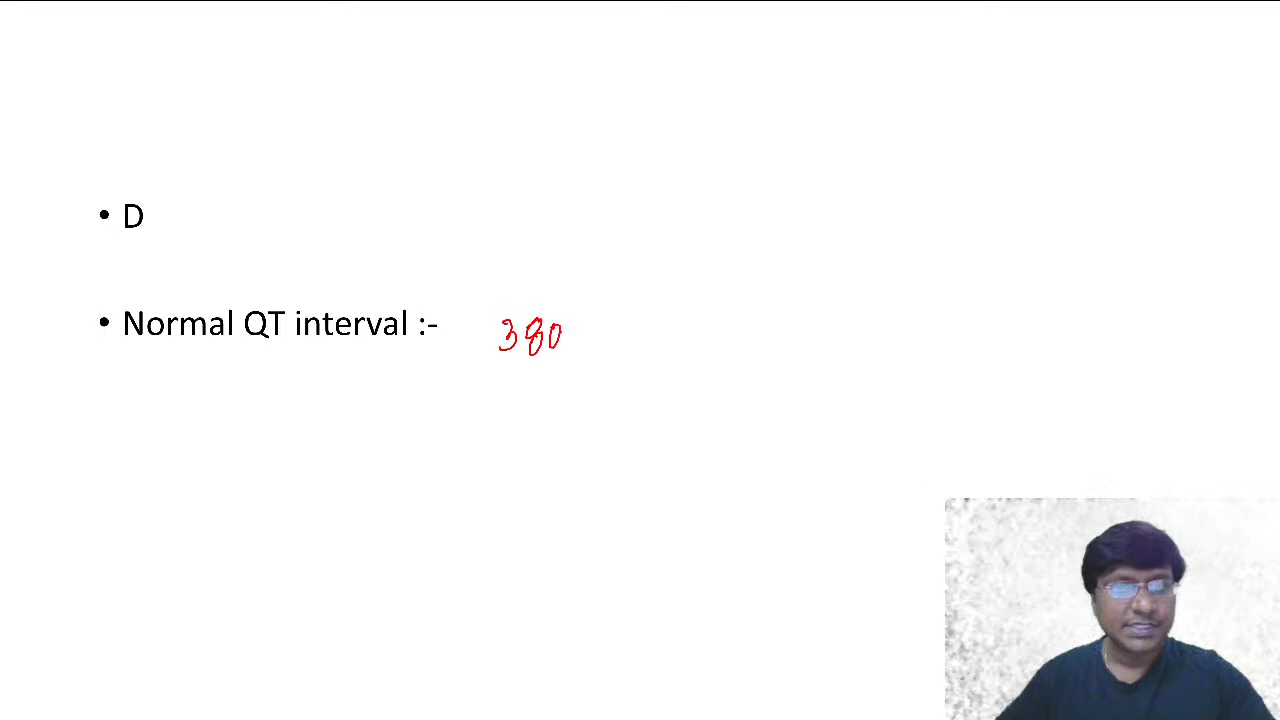 • D
• Normal QT interval :- 380